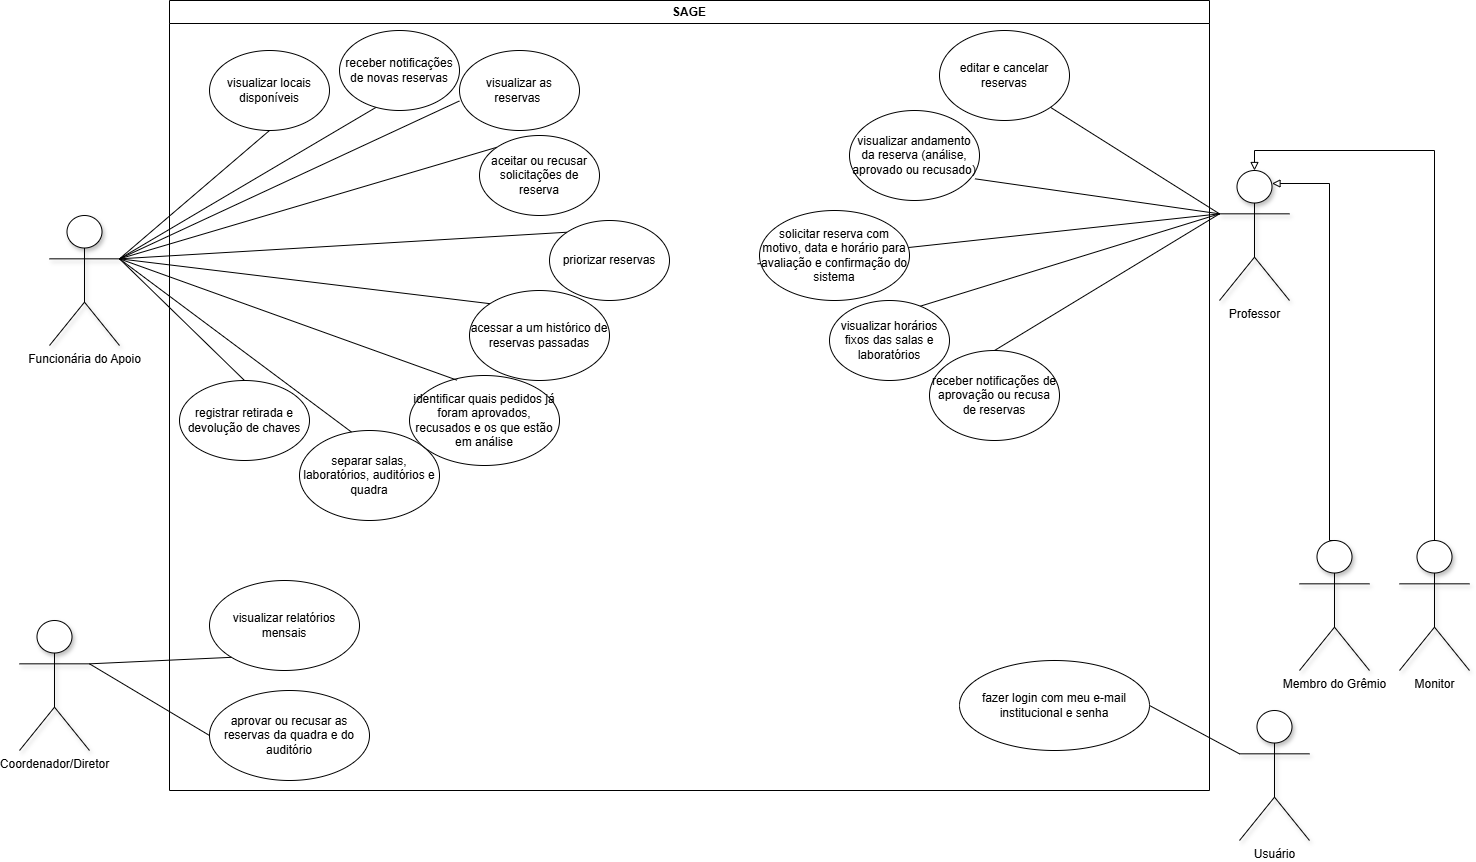 SAGE
visualizar locais
disponíveis
receber notificações
de novas reservas
visualizar as
reservas
aceitar ou recusar
solicitações de
reserva
priorizar reservas
acessar a um histórico de
reservas passadas
identificar quais pedidos já
foram aprovados,
recusados e os que estão
em análise
registrar retirada e
devolução de chaves
separar salas,
laboratórios, auditórios e
quadra
Funcionária do Apoio
editar e cancelar
reservas
visualizar andamento
da reserva (análise,
aprovado ou recusado)
solicitar reserva com
motivo, data e horário para
avaliação e confirmação do
sistema
visualizar horários
fixos das salas e
laboratórios
receber notificações de
aprovação ou recusa
de reservas
Professor
Membro do Grêmio
Monitor
visualizar relatórios
mensais
aprovar ou recusar as
reservas da quadra e do
auditório
Coordenador/Diretor
fazer login com meu e-mail
institucional e senha
Usuário